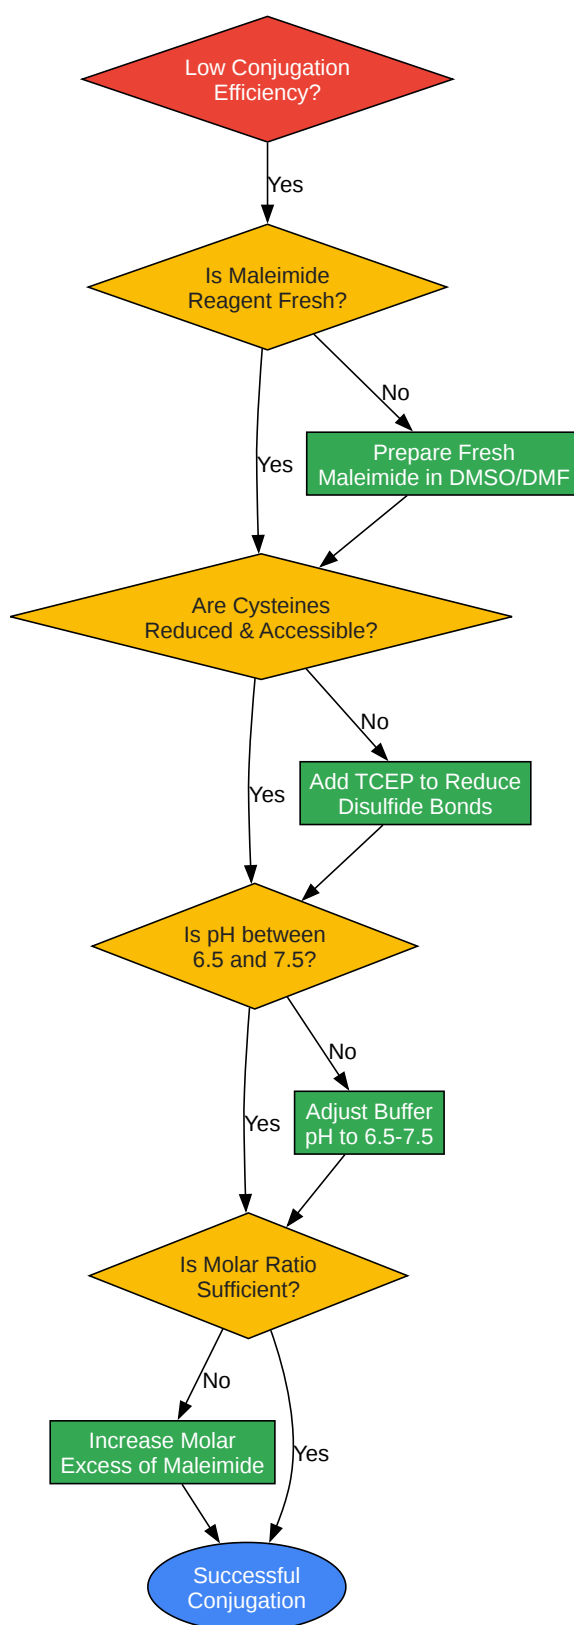 Low Conjugation
Efficiency?
Yes
Is Maleimide
Reagent Fresh?
No
Prepare Fresh
Maleimide in DMSO/DMF
Yes
Are Cysteines
Reduced & Accessible?
No
Add TCEP to Reduce
Disulfide Bonds
Yes
Is pH between
6.5 and 7.5?
No
Adjust Buffer
pH to 6.5-7.5
Yes
Is Molar Ratio
Sufficient?
No
Increase Molar
Excess of Maleimide
Yes
Successful
Conjugation